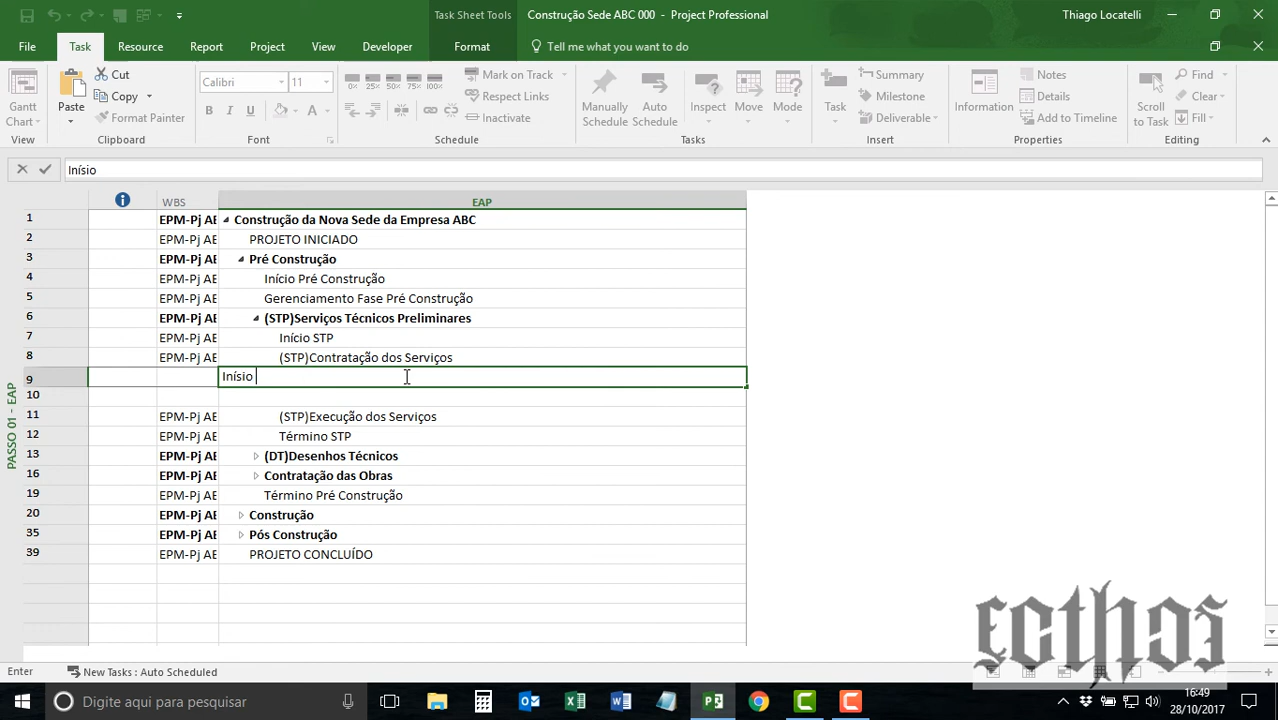 Task Sheet Tools
Construção Sede ABC 000 - Project Professional
Thiago Locatelli
File Task Resource Report Project View Developer Format Tell me what you want to do
Gantt Chart
View
Paste
Cut
Copy
Format Painter
Clipboard
Calibri 11
B I U A
Font
Mark on Track
Respect Links
Inactivate
Schedule
Manually Schedule
Auto Schedule
Inspect
Move
Mode
Tasks
Task
Summary
Milestone
Deliverable
Insert
Information
Notes
Details
Add to Timeline
Properties
Scroll to Task
Find
Clear
Fill
Editing
Inísio
WBS EAP
1 EPM-Pj AE Construção da Nova Sede da Empresa ABC
2 EPM-Pj AE PROJETO INICIADO
3 EPM-Pj AE Pré Construção
4 EPM-Pj AE Início Pré Construção
5 EPM-Pj AE Gerenciamento Fase Pré Construção
6 EPM-Pj AE (STP)Serviços Técnicos Preliminares
7 EPM-Pj AE Início STP
8 EPM-Pj AE (STP)Contratação dos Serviços
9 Inísio
10
11 EPM-Pj AE (STP)Execução dos Serviços
12 EPM-Pj AE Término STP
13 EPM-Pj AE (DT)Desenhos Técnicos
16 EPM-Pj AE Contratação das Obras
19 EPM-Pj AE Término Pré Construção
20 EPM-Pj AE Construção
35 EPM-Pj AE Pós Construção
39 EPM-Pj AE PROJETO CONCLUÍDO
PASSO 01 - EAP
Enter
New Tasks : Auto Scheduled
Digite aqui para pesquisar
16:49
28/10/2017